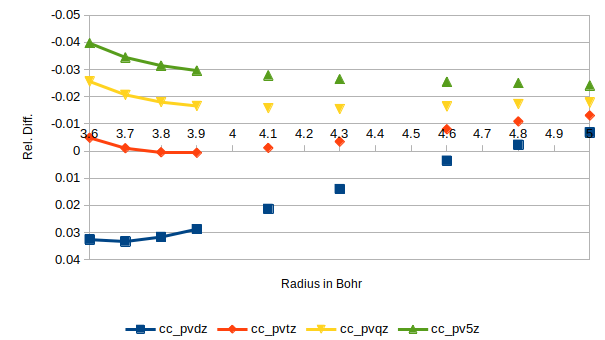 -0.05
-0.04
-0.03
-0.02
-0.01
0
0.01
0.02
0.03
0.04
Rel. Diff.
3.6 3.7 3.8 3.9 4 4.1 4.2 4.3 4.4 4.5 4.6 4.7 4.8 4.9 5
Radius in Bohr
cc_pvdz cc_pvtz cc_pvqz cc_pv5z